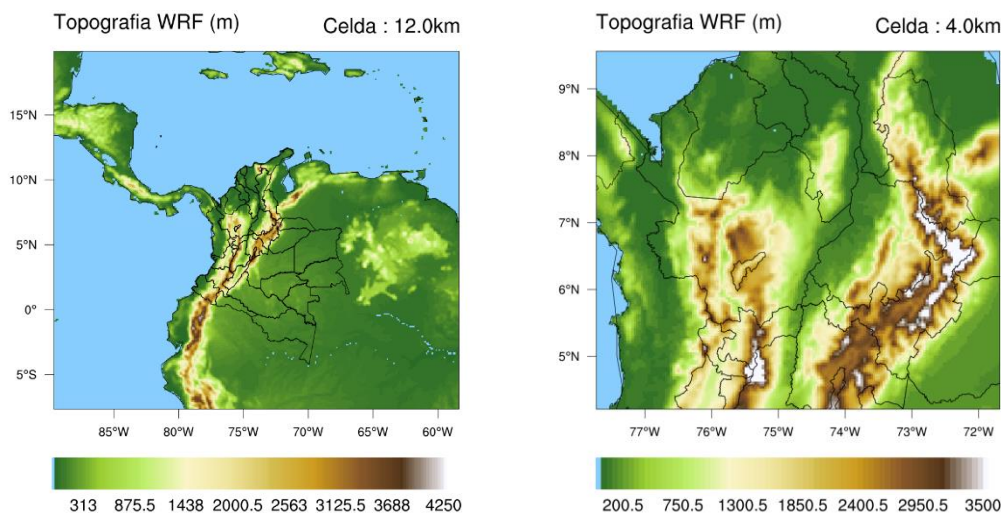 Topografia WRF (m) Celda : 12.0km
15°N
10°N
5°N
0°
5°S
85°W 80°W 75°W 70°W 65°W 60°W
313 875.5 1438 2000.5 2563 3125.5 3688 4250
Topografia WRF (m) Celda : 4.0km
9°N
8°N
7°N
6°N
5°N
77°W 76°W 75°W 74°W 73°W 72°W
200.5 750.5 1300.5 1850.5 2400.5 2950.5 3500.5